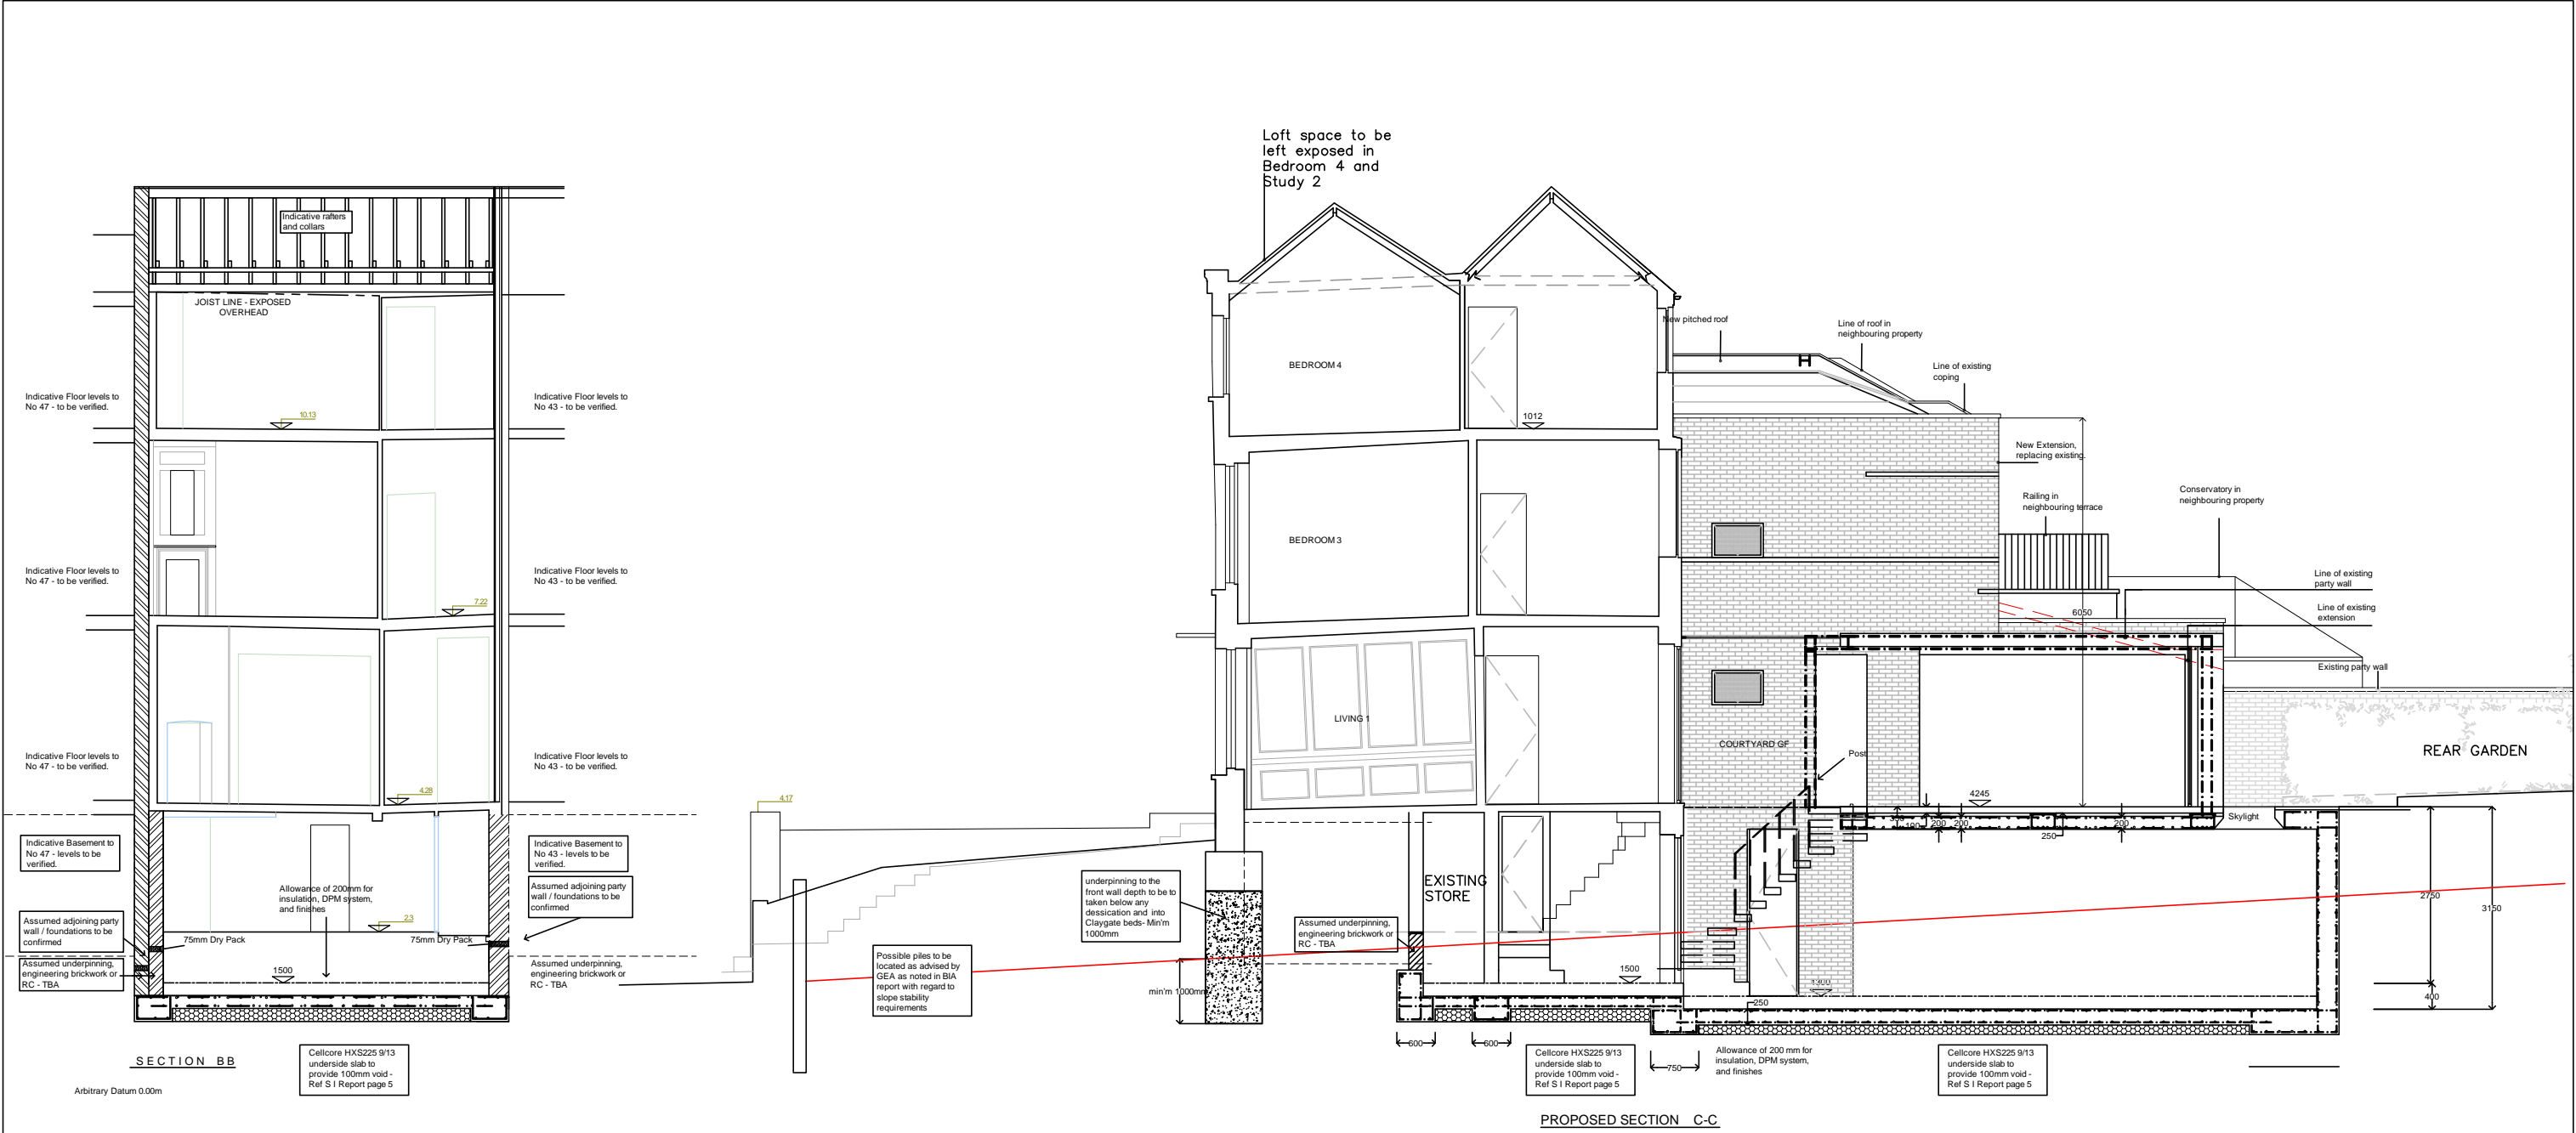 Loft space to be
left exposed in
Bedroom 4 and
Study 2
Indicative rafters
and collars
JOIST LINE - EXPOSED
OVERHEAD
Indicative Floor levels to
No 47 - to be verified.
Indicative Floor levels to
No 43 - to be verified.
10.13
Indicative Floor levels to
No 47 - to be verified.
Indicative Floor levels to
No 43 - to be verified.
7.22
Indicative Floor levels to
No 47 - to be verified.
Indicative Floor levels to
No 43 - to be verified.
4.28
Indicative Basement to
No 47 - levels to be
verified.
Indicative Basement to
No 43 - levels to be
verified.
Allowance of 200mm for
insulation, DPM system,
and finishes
Assumed adjoining party
wall / foundations to be
confirmed
Assumed adjoining party
wall / foundations to be
confirmed
2.3
75mm Dry Pack
75mm Dry Pack
Assumed underpinning,
engineering brickwork or
RC - TBA
1500
Assumed underpinning,
engineering brickwork or
RC - TBA
SECTION BB
Arbitrary Datum 0.00m
Cellcore HXS225 9/13
underside slab to
provide 100mm void -
Ref S I Report page 5
4.17
Possible piles to be
located as advised by
GEA as noted in BIA
report with regard to
slope stability
requirements
underpinning to the
front wall depth to be to
taken below any
dessication and into
Claygate beds- Min'm
1000mm
min'm 1000mm
BEDROOM 4
1012
BEDROOM 3
LIVING 1
EXISTING
STORE
Assumed underpinning,
engineering brickwork or
RC - TBA
1500
New pitched roof
Line of roof in
neighbouring property
Line of existing
coping
New Extension,
replacing existing.
Railing in
neighbouring terrace
Conservatory in
neighbouring property
Line of existing
party wall
Line of existing
extension
6050
Existing party wall
COURTYARD GF
Post
REAR GARDEN
4245
200
200
200
250
Skylight
2750
3150
400
1300
250
600
600
750
Cellcore HXS225 9/13
underside slab to
provide 100mm void -
Ref S I Report page 5
Allowance of 200 mm for
insulation, DPM system,
and finishes
Cellcore HXS225 9/13
underside slab to
provide 100mm void -
Ref S I Report page 5
PROPOSED SECTION C-C